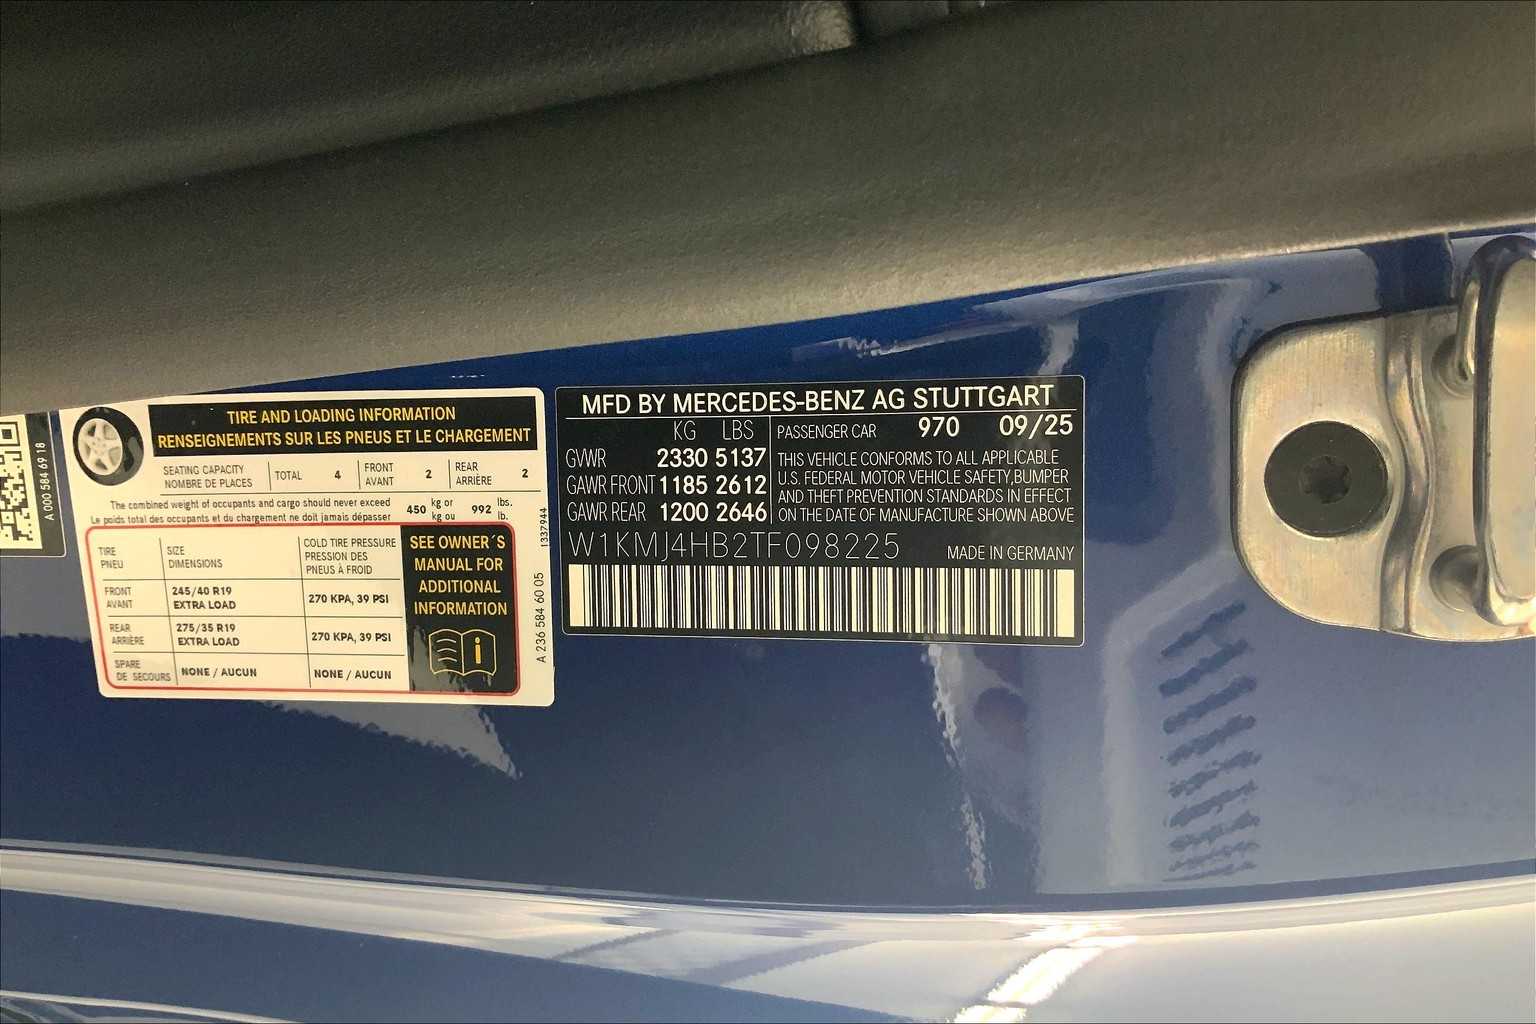 A 000 584 69 18
TIRE AND LOADING INFORMATION
RENSEIGNEMENTS SUR LES PNEUS ET LE CHARGEMENT
SEATING CAPACITY
NOMBRE DE PLACES
TOTAL 4
FRONT
AVANT
2
REAR
ARRIÈRE
2
The combined weight of occupants and cargo should never exceed
Le poids total des occupants et du chargement ne doit jamais dépasser
450 kg or
kg ou
992 lbs.
lb.
TIRE
PNEU
SIZE
DIMENSIONS
COLD TIRE PRESSURE
PRESSION DES
PNEUS À FROID
FRONT
AVANT
245/40 R19
EXTRA LOAD
270 KPA, 39 PSI
REAR
ARRIÈRE
275/35 R19
EXTRA LOAD
270 KPA, 39 PSI
SPARE
DE SECOURS
NONE / AUCUN
NONE / AUCUN
SEE OWNER´S
MANUAL FOR
ADDITIONAL
INFORMATION
i
1337944
A 236 584 60 05
MFD BY MERCEDES-BENZ AG STUTTGART
KG LBS
GVWR 2330 5137
GAWR FRONT 1185 2612
GAWR REAR 1200 2646
PASSENGER CAR 970 09/25
THIS VEHICLE CONFORMS TO ALL APPLICABLE
U.S. FEDERAL MOTOR VEHICLE SAFETY,BUMPER
AND THEFT PREVENTION STANDARDS IN EFFECT
ON THE DATE OF MANUFACTURE SHOWN ABOVE
W1KMJ4HB2TF098225
MADE IN GERMANY